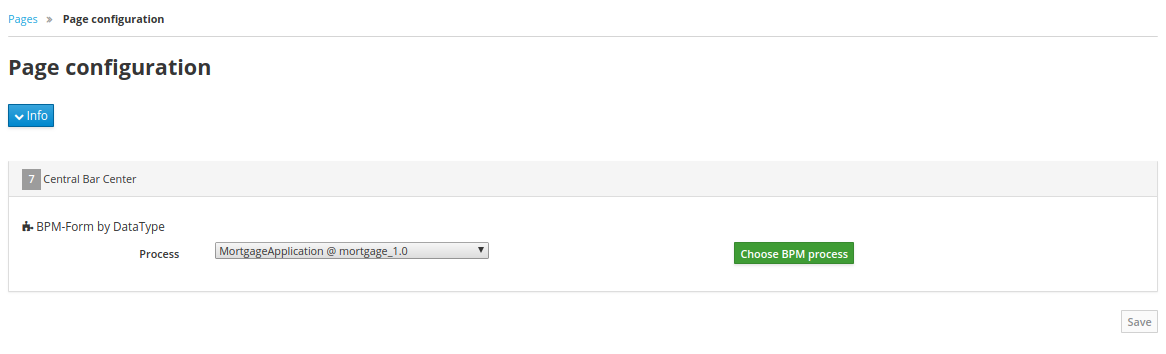 Pages » Page configuration
Page configuration
Info
7 Central Bar Center
BPM-Form by DataType
Process MortgageApplication @ mortgage_1.0 Choose BPM process
Save